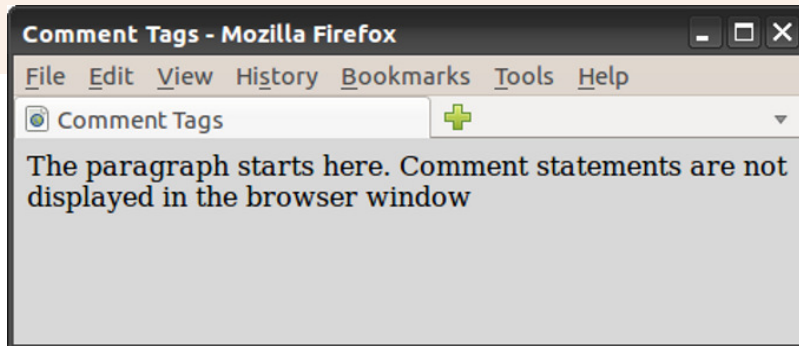 Comment Tags - Mozilla Firefox
File Edit View History Bookmarks Tools Help
Comment Tags
The paragraph starts here. Comment statements are not
displayed in the browser window